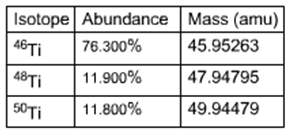 Isotope Abundance Mass (amu)
⁴⁶Ti 76.300% 45.95263
⁴⁸Ti 11.900% 47.94795
⁵⁰Ti 11.800% 49.94479